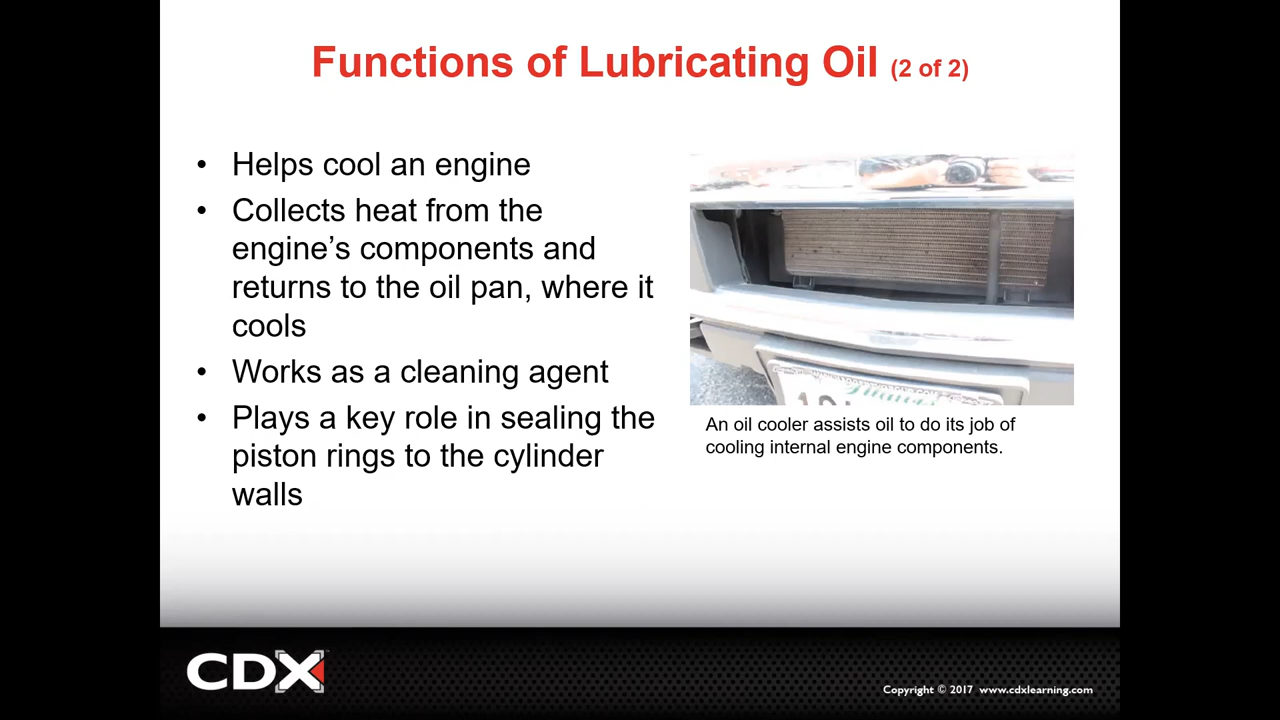 Functions of Lubricating Oil (2 of 2)
• Helps cool an engine
• Collects heat from the
engine’s components and
returns to the oil pan, where it
cools
• Works as a cleaning agent
• Plays a key role in sealing the
piston rings to the cylinder
walls
An oil cooler assists oil to do its job of
cooling internal engine components.
CDX
Copyright © 2017 www.cdxlearning.com